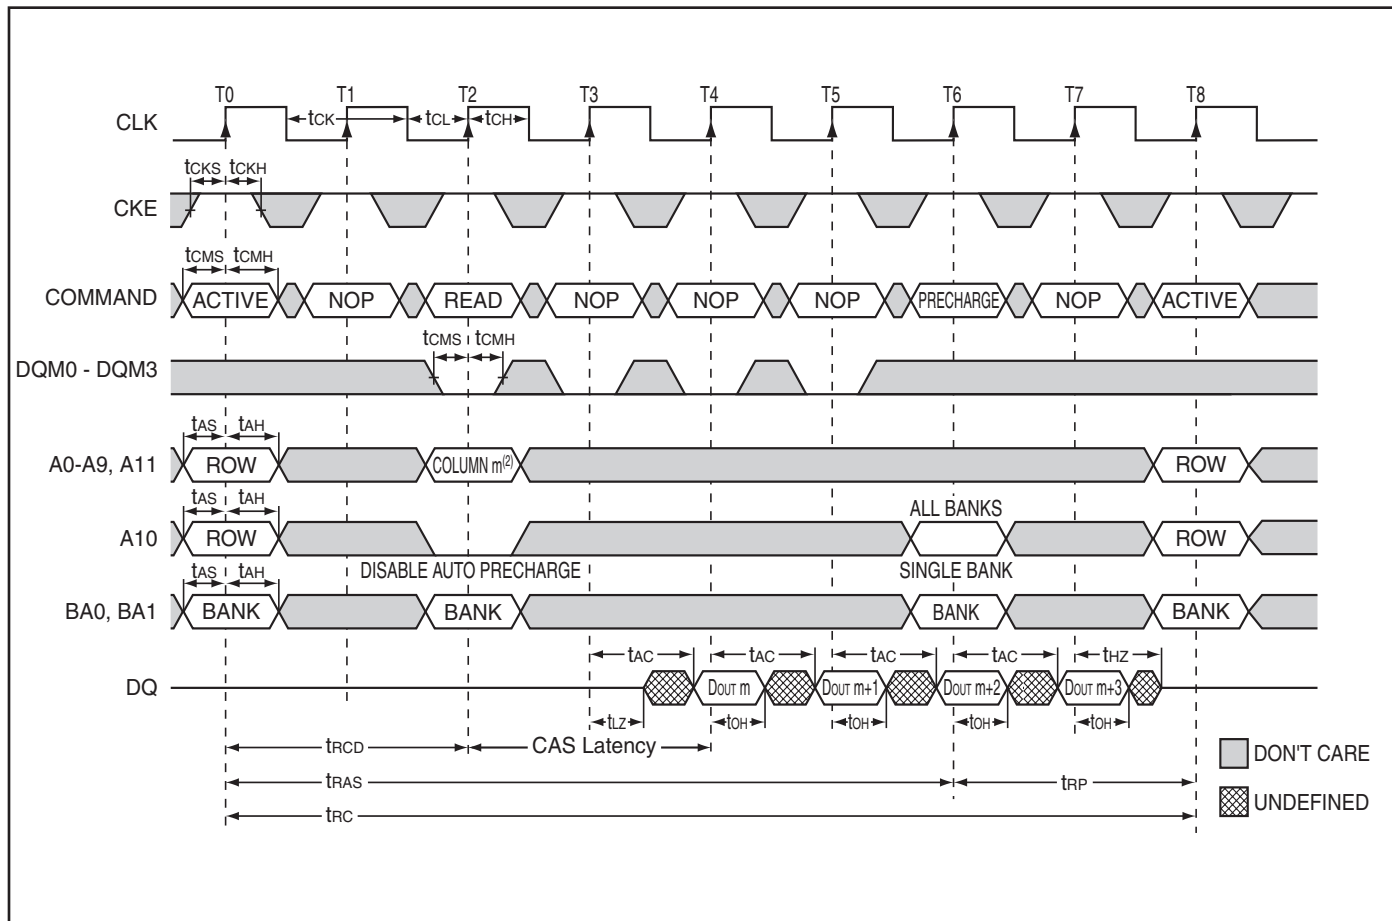 T0 T1 T2 T3 T4 T5 T6 T7 T8
CLK tCK tCL tCH
tCKS tCKH
CKE
tCMS tCMH
COMMAND ACTIVE NOP READ NOP NOP NOP PRECHARGE NOP ACTIVE
tCMS tCMH
DQM0 - DQM3
tAS tAH
A0-A9, A11 ROW COLUMN m(2) ROW
tAS tAH ALL BANKS
A10 ROW ROW
tAS tAH DISABLE AUTO PRECHARGE SINGLE BANK
BA0, BA1 BANK BANK BANK BANK
tAC tAC tAC tAC tHZ
DQ DOUT m DOUT m+1 DOUT m+2 DOUT m+3
tLZ tOH tOH tOH tOH
tRCD CAS Latency
DON'T CARE
tRAS tRP
UNDEFINED
tRC